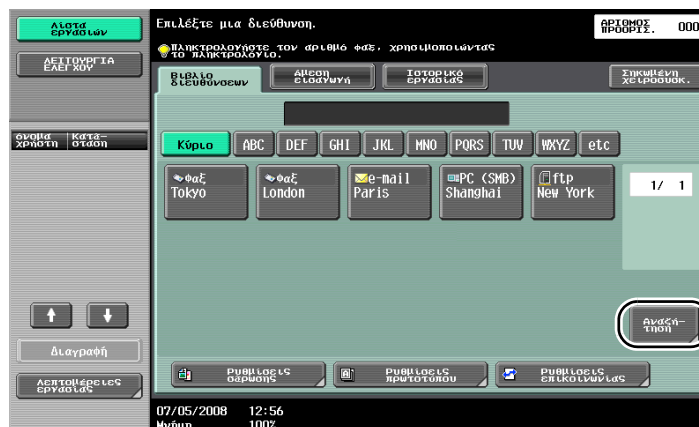 Λίστα
εργασιών
ΛΕΙΤΟΥΡΓΙΑ
ΕΛΕΓΧΟΥ
όνομα
χρήστη
Κατά-
σταση
Διαγραφή
Λεπτομέρειες
εργασίας
Επιλέξτε μια διεύθυνση.
Πληκτρολογήστε τον αριθμό φαξ, χρησιμοποιώντας
το πληκτρολόγιο.
ΑΡΙΘΜΟΣ
ΠΡΟΟΡΙΣ.
000
Βιβλίο
διευθύνσεων
Άμεση
εισαγωγή
Ιστορικό
εργασίας
Σηκωμένη
χειροσυσκ.
Κύριο ABC DEF GHI JKL MNO PQRS TUV WXYZ etc
Φαξ
Tokyo
Φαξ
London
e-mail
Paris
PC (SMB)
Shanghai
ftp
New York
1/ 1
Αναζή-
τηση
Ρυθμίσεις
σάρωσης
Ρυθμίσεις
πρωτοτύπου
Ρυθμίσεις
επικοινωνίας
07/05/2008 12:56
Μνήμη 100%